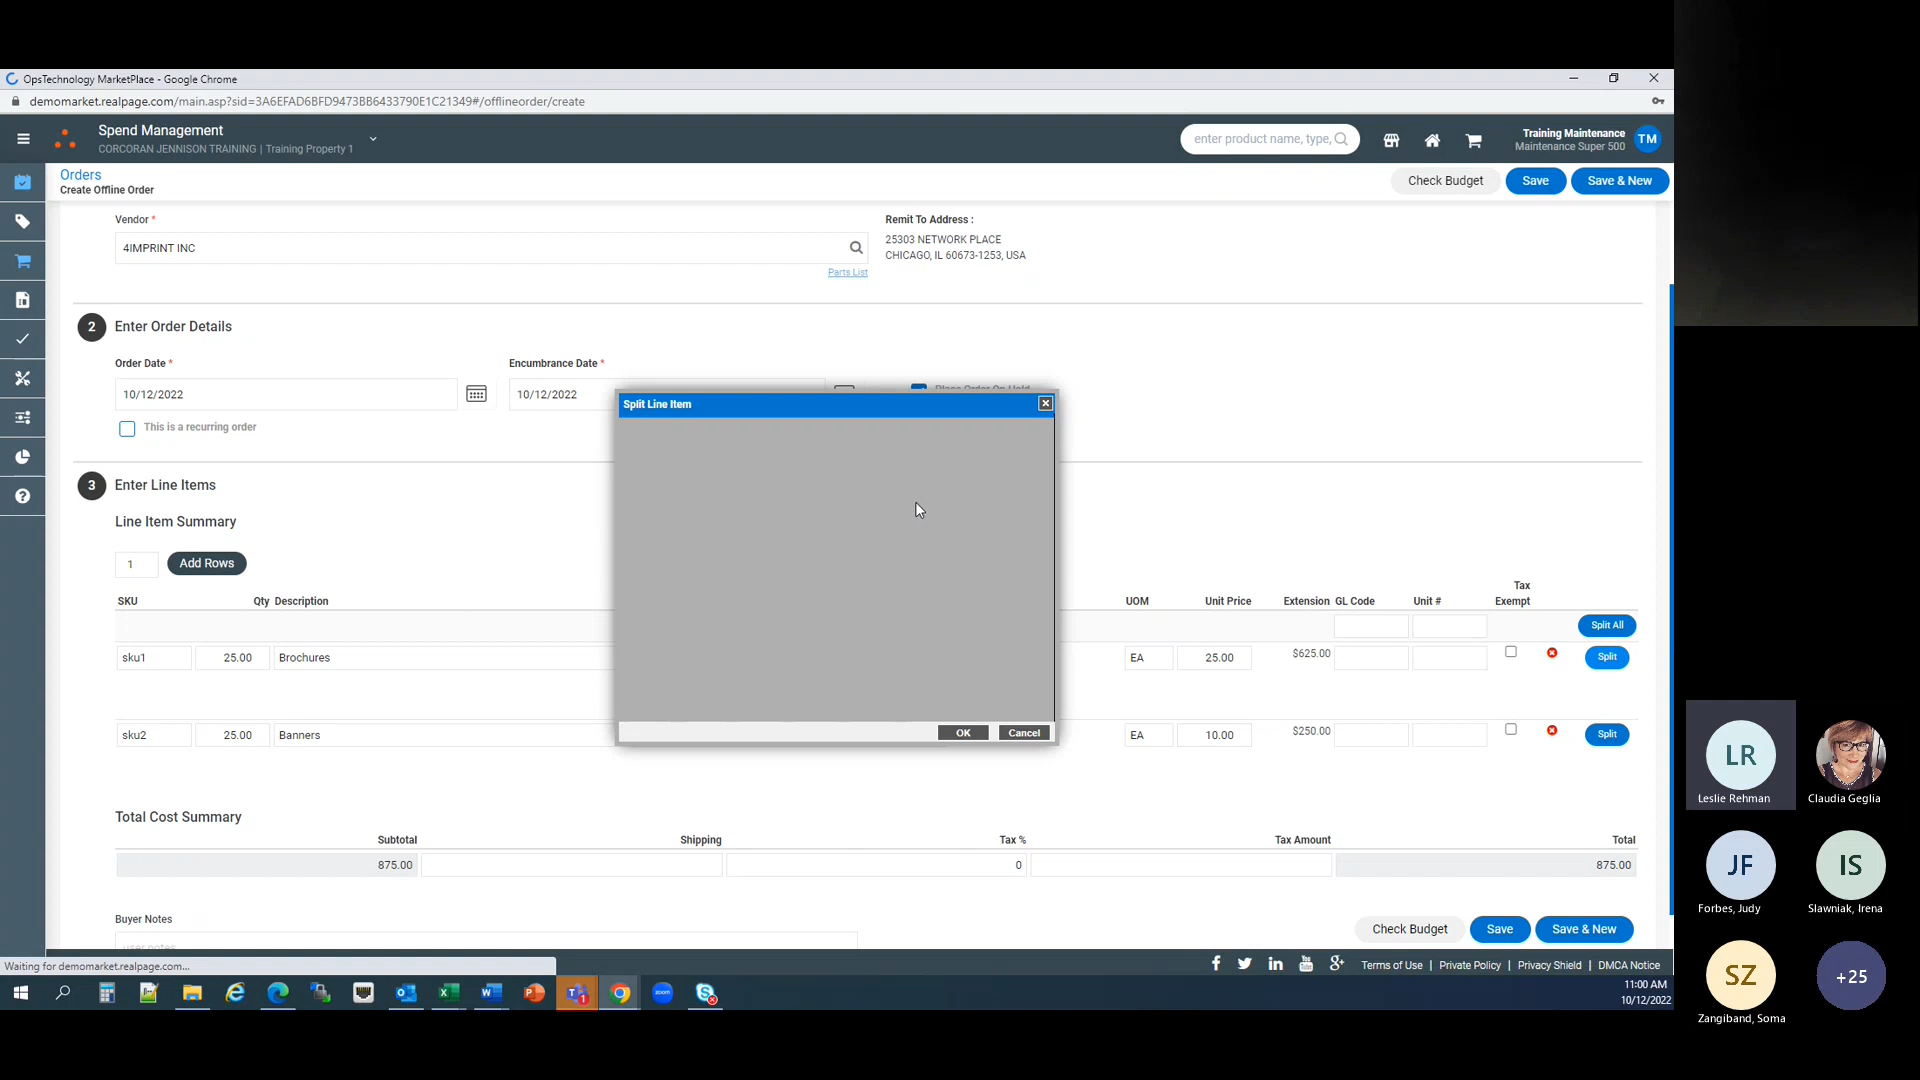 OpsTechnology MarketPlace - Google Chrome
demomarket.realpage.com/main.asp?sid=3A6EFAD6BFD9473BB6433790E1C21349#/offlineorder/create
Spend Management
CORCORAN JENNISON TRAINING | Training Property 1
enter product name, type,
Training Maintenance
Maintenance Super 500
TM
Orders
Create Offline Order
Check Budget
Save
Save & New
Vendor *
4IMPRINT INC
Parts List
Remit To Address :
25303 NETWORK PLACE
CHICAGO, IL 60673-1253, USA
2 Enter Order Details
Order Date *
10/12/2022
Encumbrance Date *
10/12/2022
Place Order On Hold
This is a recurring order
Split Line Item
OK
Cancel
3 Enter Line Items
Line Item Summary
1
Add Rows
SKU Qty Description UOM Unit Price Extension GL Code Unit # Tax Exempt
Split All
sku1 25.00 Brochures EA 25.00 $625.00 Split
sku2 25.00 Banners EA 10.00 $250.00 Split
Total Cost Summary
Subtotal Shipping Tax % Tax Amount Total
875.00 0 875.00
Buyer Notes
user notes
Check Budget
Save
Save & New
Waiting for demomarket.realpage.com...
Terms of Use | Private Policy | Privacy Shield | DMCA Notice
11:00 AM
10/12/2022
LR
Leslie Rehman
Claudia Geglia
JF
Forbes, Judy
IS
Slawniak, Irena
SZ
Zangiband, Soma
+25